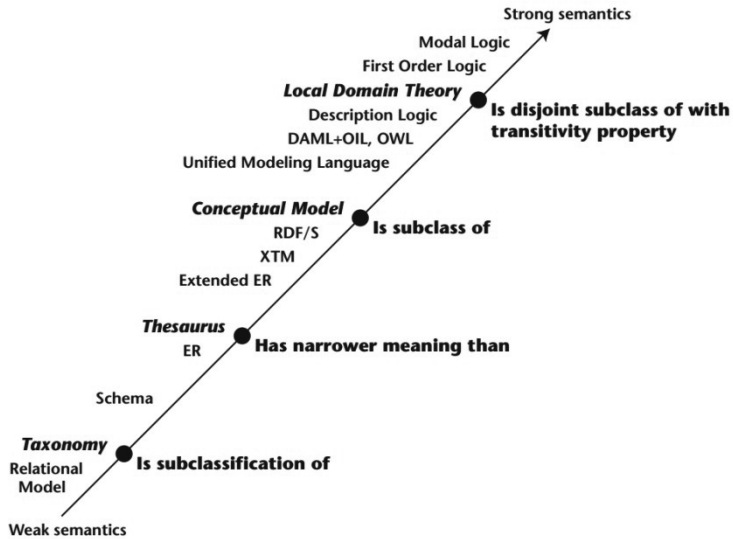 Strong semantics
Modal Logic
First Order Logic
Local Domain Theory
Is disjoint subclass of with
transitivity property
Description Logic
DAML+OIL, OWL
Unified Modeling Language
Conceptual Model
Is subclass of
RDF/S
XTM
Extended ER
Thesaurus
Has narrower meaning than
ER
Schema
Taxonomy
Is subclassification of
Relational
Model
Weak semantics